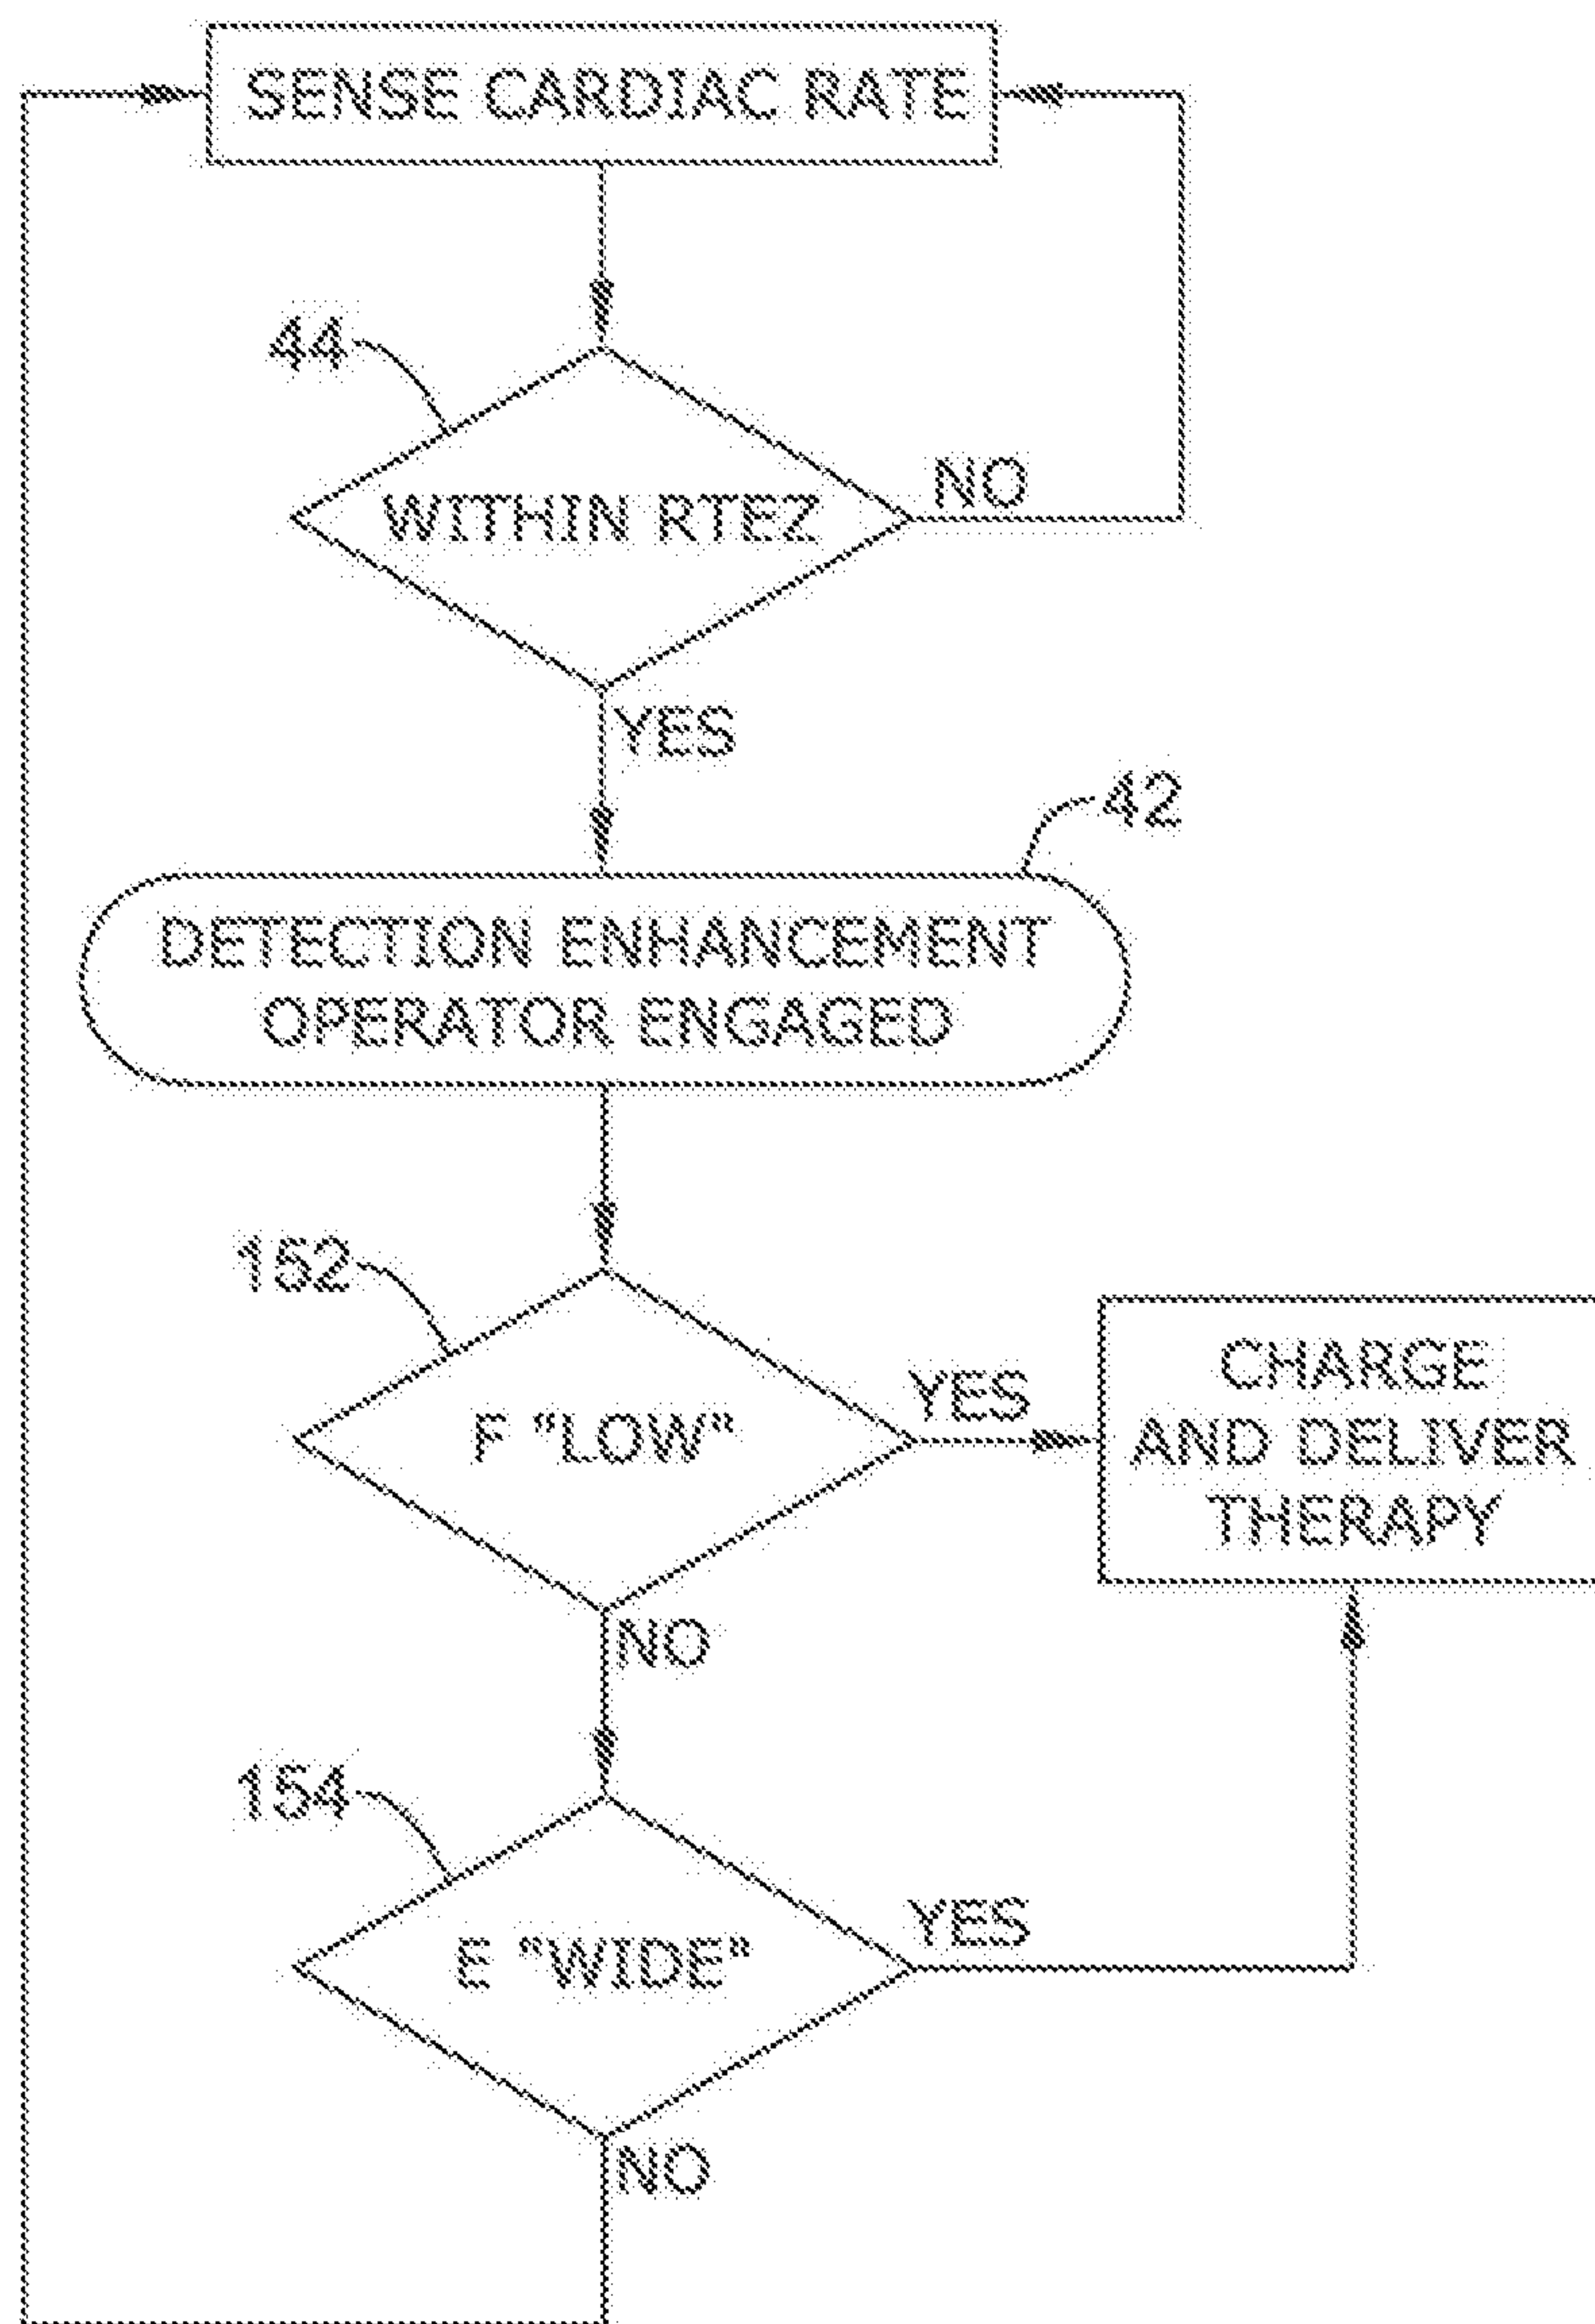 SENSE CARDIAC RATE
44
WITHIN RTEZ
NO
YES
42
DETECTION ENHANCEMENT
OPERATOR ENGAGED
152
F "LOW"
YES
CHARGE
AND DELIVER
THERAPY
NO
154
E "WIDE"
YES
NO